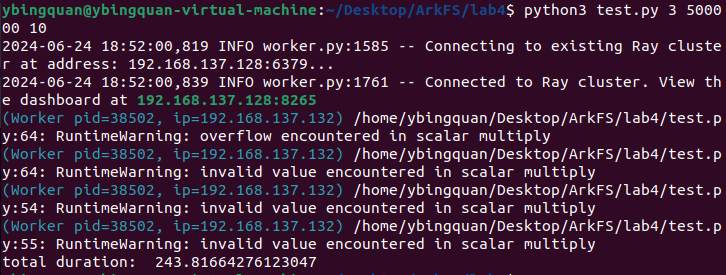 ybingquan@ybingquan-virtual-machine:~/Desktop/ArkFS/lab4$ python3 test.py 3 5000
00 10
2024-06-24 18:52:00,819 INFO worker.py:1585 -- Connecting to existing Ray cluste
r at address: 192.168.137.128:6379...
2024-06-24 18:52:00,839 INFO worker.py:1761 -- Connected to Ray cluster. View th
e dashboard at 192.168.137.128:8265
(Worker pid=38502, ip=192.168.137.132) /home/ybingquan/Desktop/ArkFS/lab4/test.p
y:64: RuntimeWarning: overflow encountered in scalar multiply
(Worker pid=38502, ip=192.168.137.132) /home/ybingquan/Desktop/ArkFS/lab4/test.p
y:64: RuntimeWarning: invalid value encountered in scalar multiply
(Worker pid=38502, ip=192.168.137.132) /home/ybingquan/Desktop/ArkFS/lab4/test.p
y:54: RuntimeWarning: invalid value encountered in scalar multiply
(Worker pid=38502, ip=192.168.137.132) /home/ybingquan/Desktop/ArkFS/lab4/test.p
y:55: RuntimeWarning: invalid value encountered in scalar multiply
total duration:  243.81664276123047